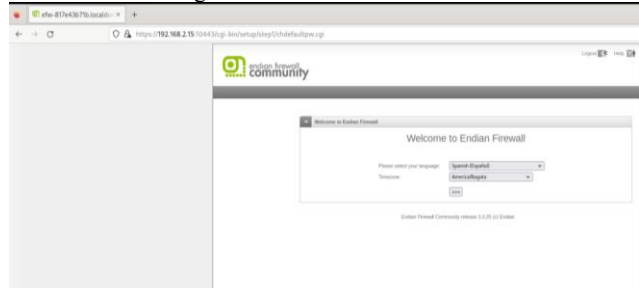 efw-817e43b71b.localdo
https://192.168.2.15:10443/cgi-bin/setup/step1/chdefaultpw.cgi
endian firewall
community
Logout
Help
Welcome to Endian Firewall
Welcome to Endian Firewall
Please select your language:
Spanish (Español)
Timezone:
America/Bogota
>>>
Endian Firewall Community release 3.3.25 (c) Endian